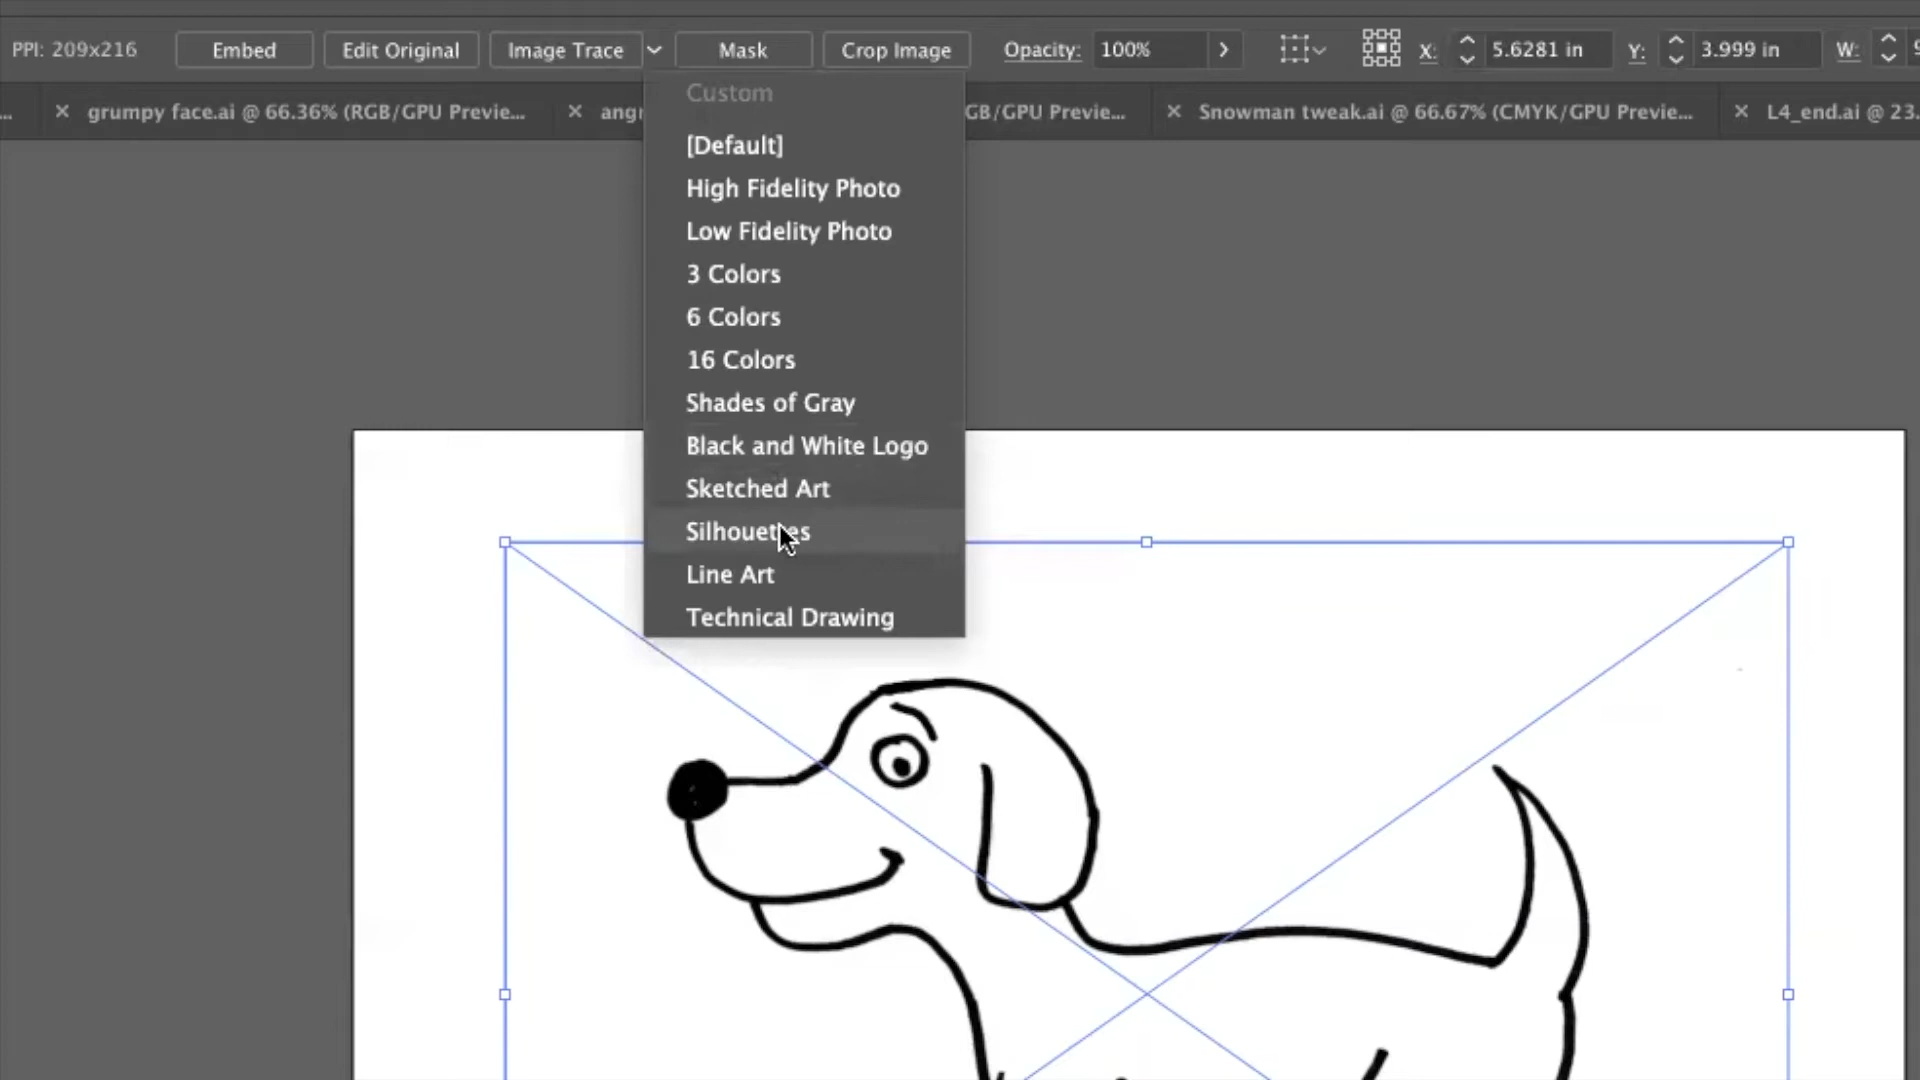 PPI: 209x216 Embed Edit Original Image Trace Mask Crop Image Opacity: 100% X: 5.6281 in Y: 3.999 in W:
... × grumpy face.ai @ 66.36% (RGB/GPU Previe... × GB/GPU Previe... × Snowman tweak.ai @ 66.67% (CMYK/GPU Previe... × L4_end.ai @ 23.
Custom
[Default]
High Fidelity Photo
Low Fidelity Photo
3 Colors
6 Colors
16 Colors
Shades of Gray
Black and White Logo
Sketched Art
Silhouettes
Line Art
Technical Drawing